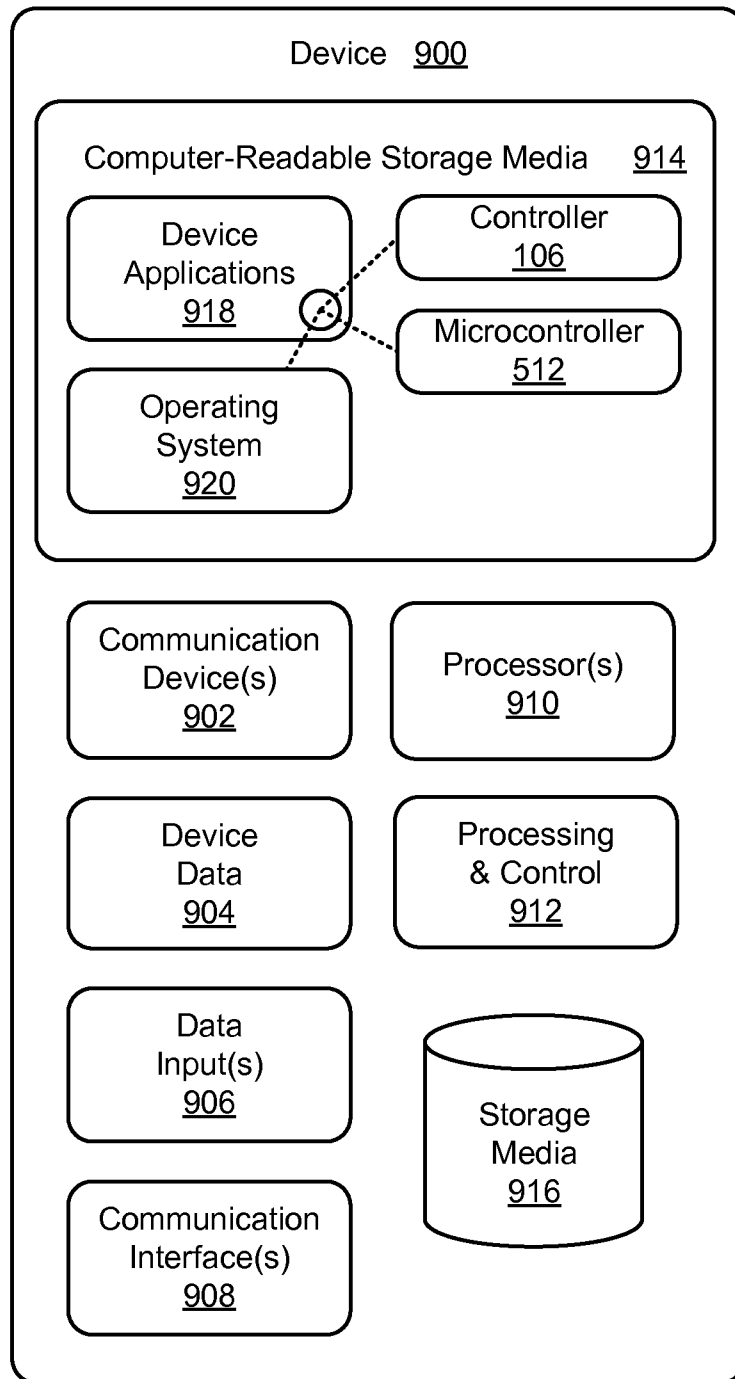 Device 900
Computer-Readable Storage Media 914
Device
Applications
918
Controller
106
Microcontroller
512
Operating
System
920
Communication
Device(s)
902
Processor(s)
910
Device
Data
904
Processing
& Control
912
Data
Input(s)
906
Storage
Media
916
Communication
Interface(s)
908